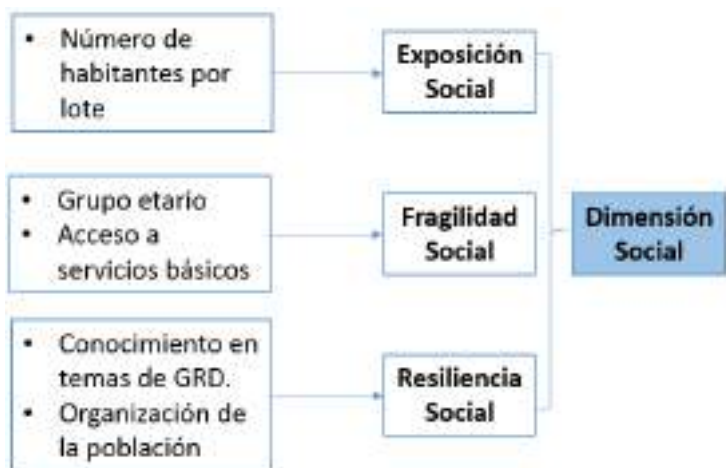 • Número de
habitantes por
lote
Exposición
Social
• Grupo etario
• Acceso a
servicios básicos
Fragilidad
Social
Dimensión
Social
• Conocimiento en
temas de GRD.
• Organización de
la población
Resiliencia
Social